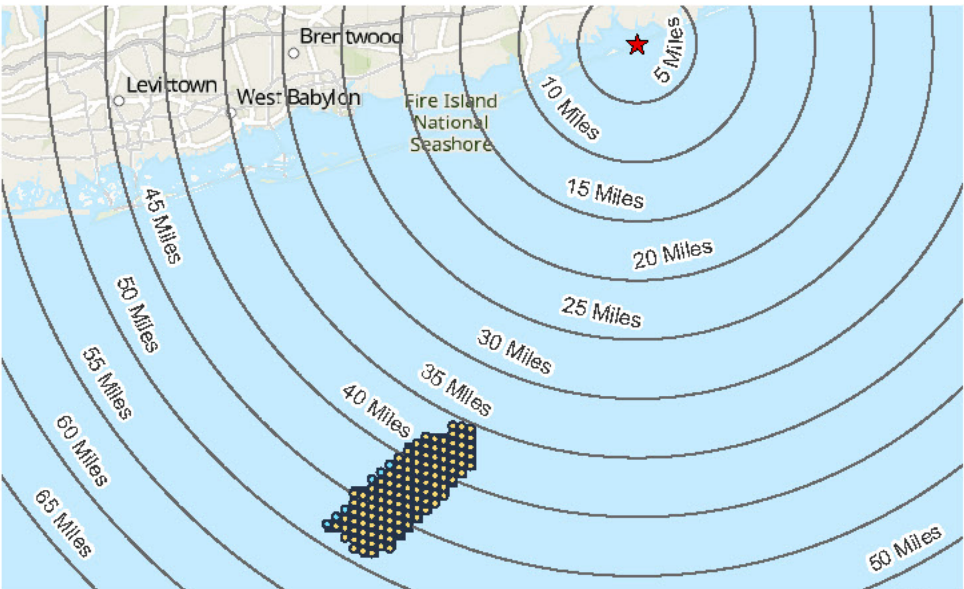 Brentwood
5 Miles
Levittown
West Babylon
10 Miles
Fire Island
National
Seashore
15 Miles
45 Miles
20 Miles
50 Miles
25 Miles
30 Miles
55 Miles
35 Miles
40 Miles
60 Miles
65 Miles
50 Miles